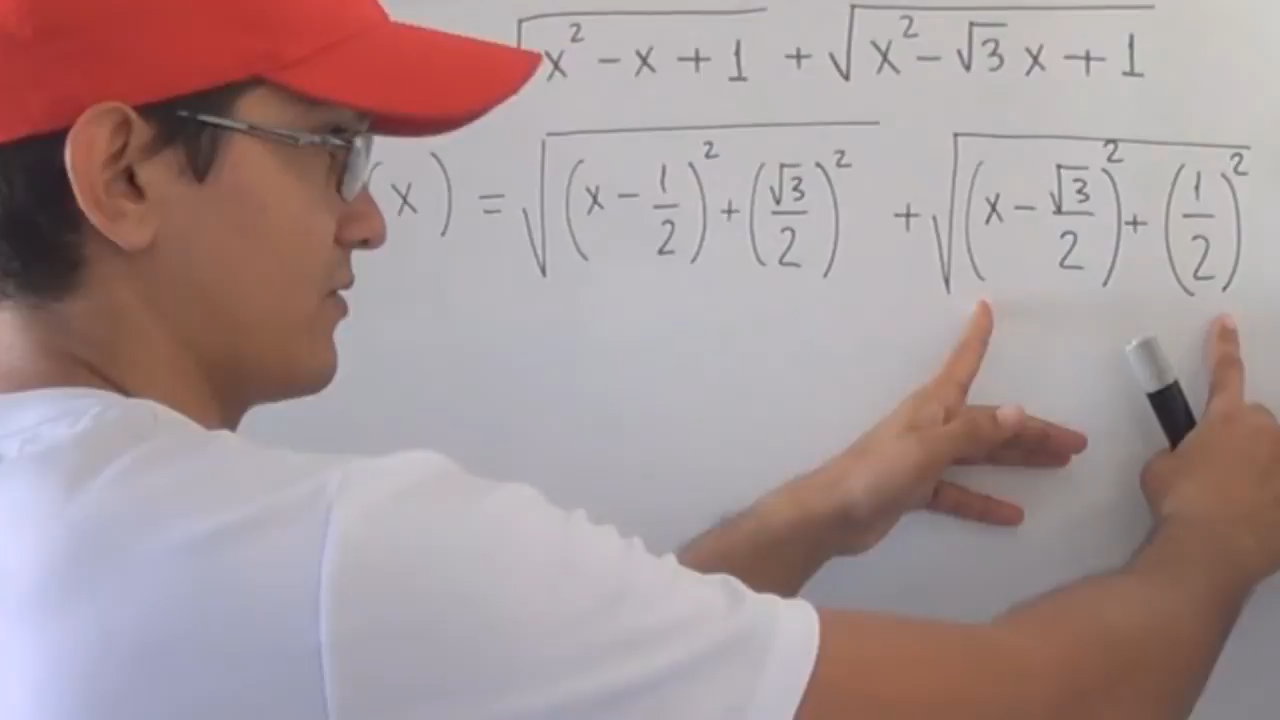 √(x² - x + 1) + √(x² - √3 x + 1)
(x) = √((x - 1/2)² + (√3/2)²) + √((x - √3/2)² + (1/2)²)